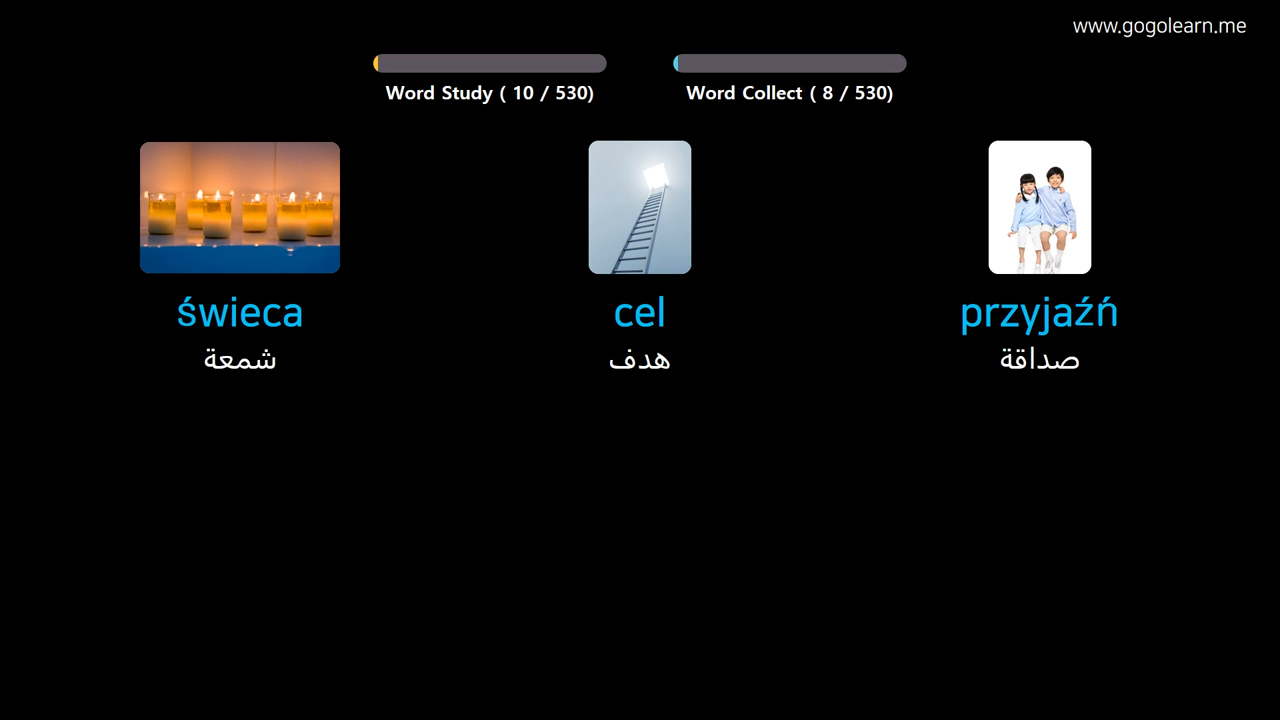 www.gogolearn.me
Word Study ( 10 / 530)
Word Collect ( 8 / 530)
świeca
cel
przyjaźń
شمعة
هدف
صداقة